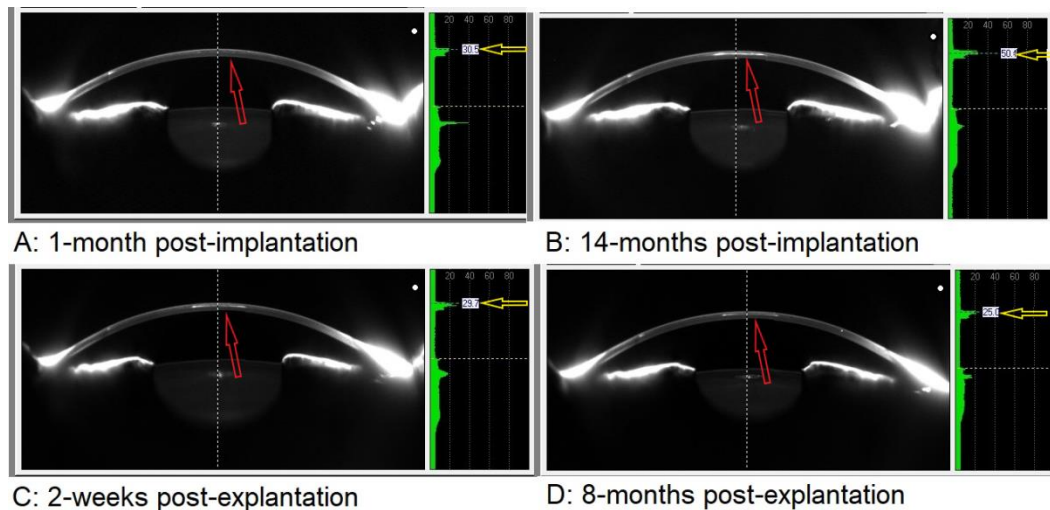 20 40 60 80
30.5
20 40 60 80
50.4
A: 1-month post-implantation
B: 14-months post-implantation
20 40 60 80
29.7
20 40 60 80
25.0
C: 2-weeks post-explantation
D: 8-months post-explantation